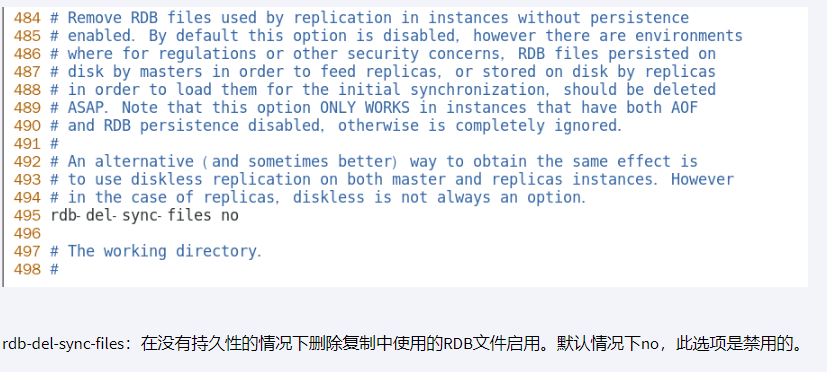 484 # Remove RDB files used by replication in instances without persistence
485 # enabled. By default this option is disabled, however there are environments
486 # where for regulations or other security concerns, RDB files persisted on
487 # disk by masters in order to feed replicas, or stored on disk by replicas
488 # in order to load them for the initial synchronization, should be deleted
489 # ASAP. Note that this option ONLY WORKS in instances that have both AOF
490 # and RDB persistence disabled, otherwise is completely ignored.
491 #
492 # An alternative (and sometimes better) way to obtain the same effect is
493 # to use diskless replication on both master and replicas instances. However
494 # in the case of replicas, diskless is not always an option.
495 rdb-del-sync-files no
496
497 # The working directory.
498 #
rdb-del-sync-files：在没有持久性的情况下删除复制中使用的RDB文件启用。默认情况下no，此选项是禁用的。